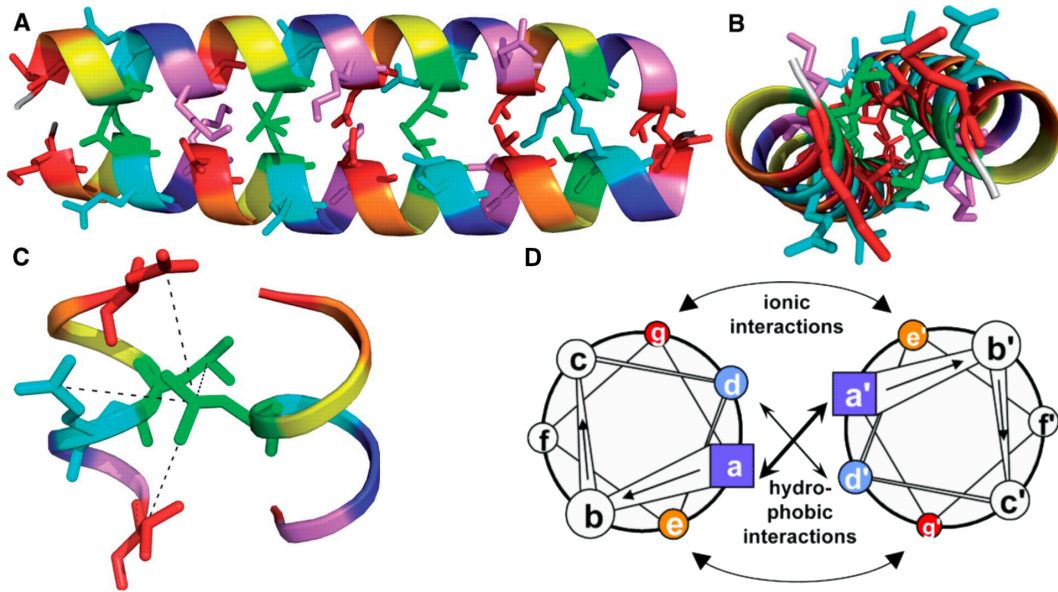 A
B
C
D
ionic
interactions
g
e'
c
b'
d
a'
f
f'
a
d'
hydro-
phobic
interactions
b
c'
e
g'